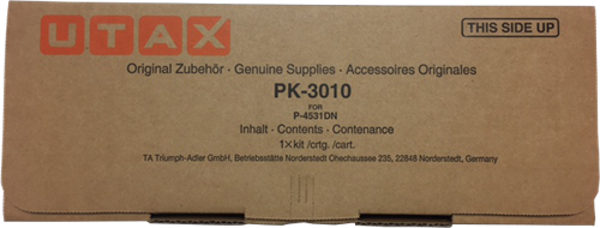 UTAX
THIS SIDE UP
Original Zubehör · Genuine Supplies · Accessoires Originales
PK-3010
FOR
P-4531DN
Inhalt · Contents · Contenance
1×kit /crtg. /cart.
TA Triumph-Adler GmbH, Betriebsstätte Norderstedt Ohechaussee 235, 22848 Norderstedt, Germany